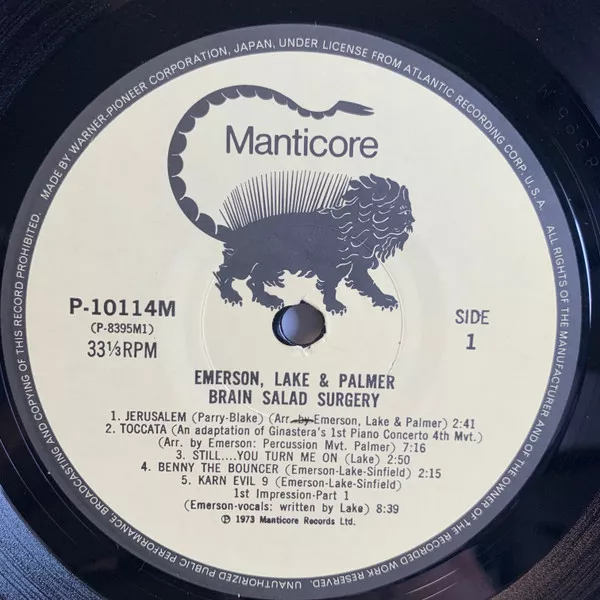 MADE BY WARNER-PIONEER CORPORATION, JAPAN, UNDER LICENSE FROM ATLANTIC RECORDING CORP. U.S.A.
ALL RIGHTS OF THE MANUFACTURER AND OF THE OWNER OF THE RECORDED WORK RESERVED.
UNAUTHORIZED PUBLIC PERFORMANCE, BROADCASTING AND COPYING OF THIS RECORD PROHIBITED.
Manticore
P-10114M
(P-8395M1)
33⅓RPM
SIDE
1
EMERSON, LAKE & PALMER
BRAIN SALAD SURGERY
1. JERUSALEM (Parry-Blake) (Arr. by Emerson, Lake & Palmer) 2:41
2. TOCCATA (An adaptation of Ginastera's 1st Piano Concerto 4th Mvt.)
(Arr. by Emerson: Percussion Mvt. Palmer) 7:16
3. STILL....YOU TURN ME ON (Lake) 2:50
4. BENNY THE BOUNCER (Emerson-Lake-Sinfield) 2:15
5. KARN EVIL 9 (Emerson-Lake-Sinfield)
1st Impression-Part 1
(Emerson-vocals: written by Lake) 8:39
℗ 1973 Manticore Records Ltd.